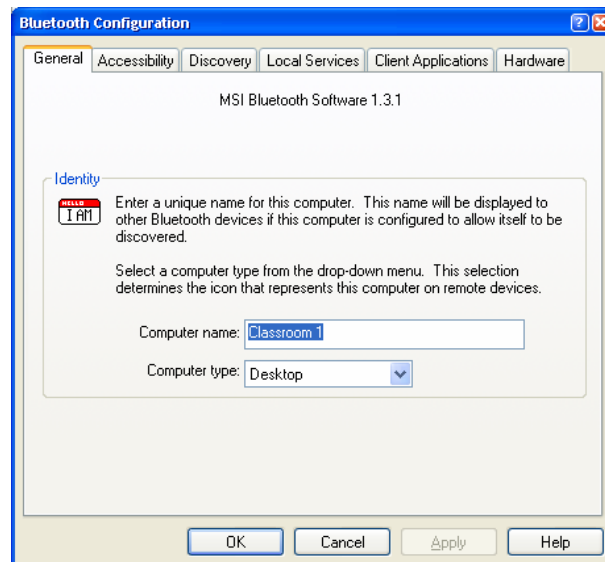 Bluetooth Configuration
General Accessibility Discovery Local Services Client Applications Hardware
MSI Bluetooth Software 1.3.1
Identity
HELLO
I AM
Enter a unique name for this computer. This name will be displayed to
other Bluetooth devices if this computer is configured to allow itself to be
discovered.
Select a computer type from the drop-down menu. This selection
determines the icon that represents this computer on remote devices.
Computer name: Classroom 1
Computer type: Desktop
OK Cancel Apply Help